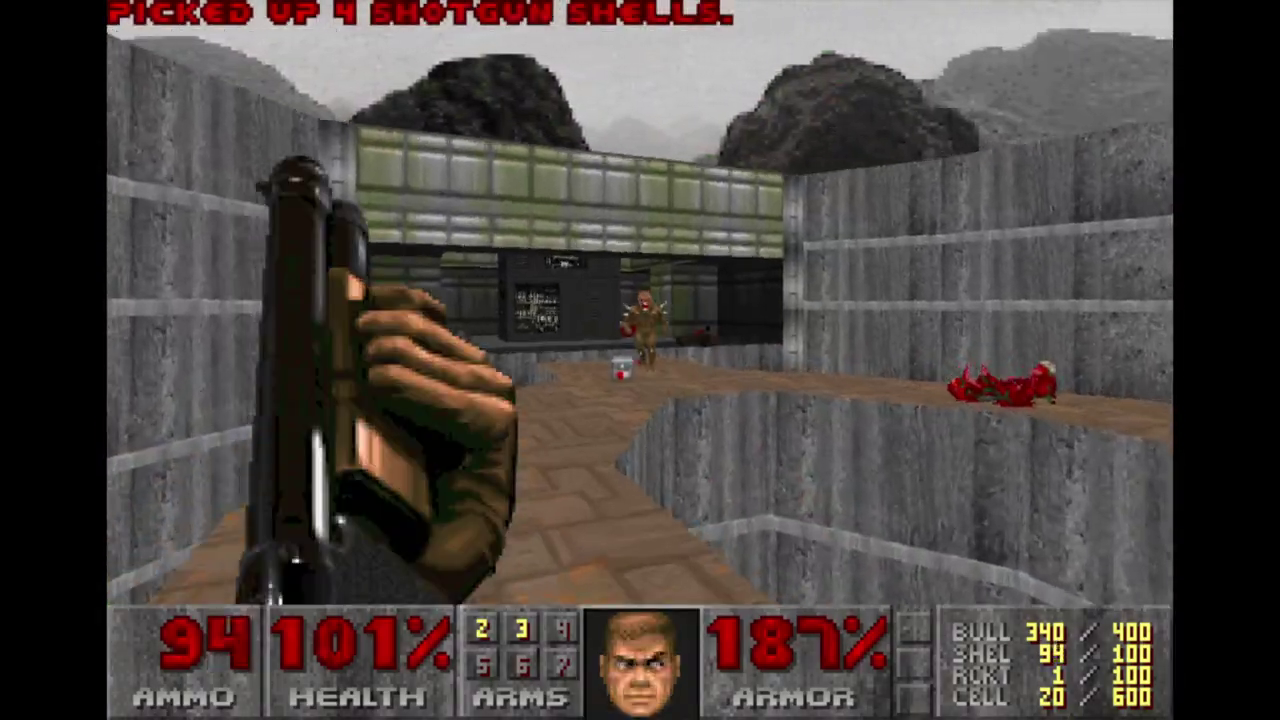 PICKED UP 4 SHOTGUN SHELLS.
94 101% 2 3 4 187% BULL 340 / 400
5 6 7 SHEL 94 / 100
RCKT 1 / 100
AMMO HEALTH ARMS ARMOR CELL 20 / 600